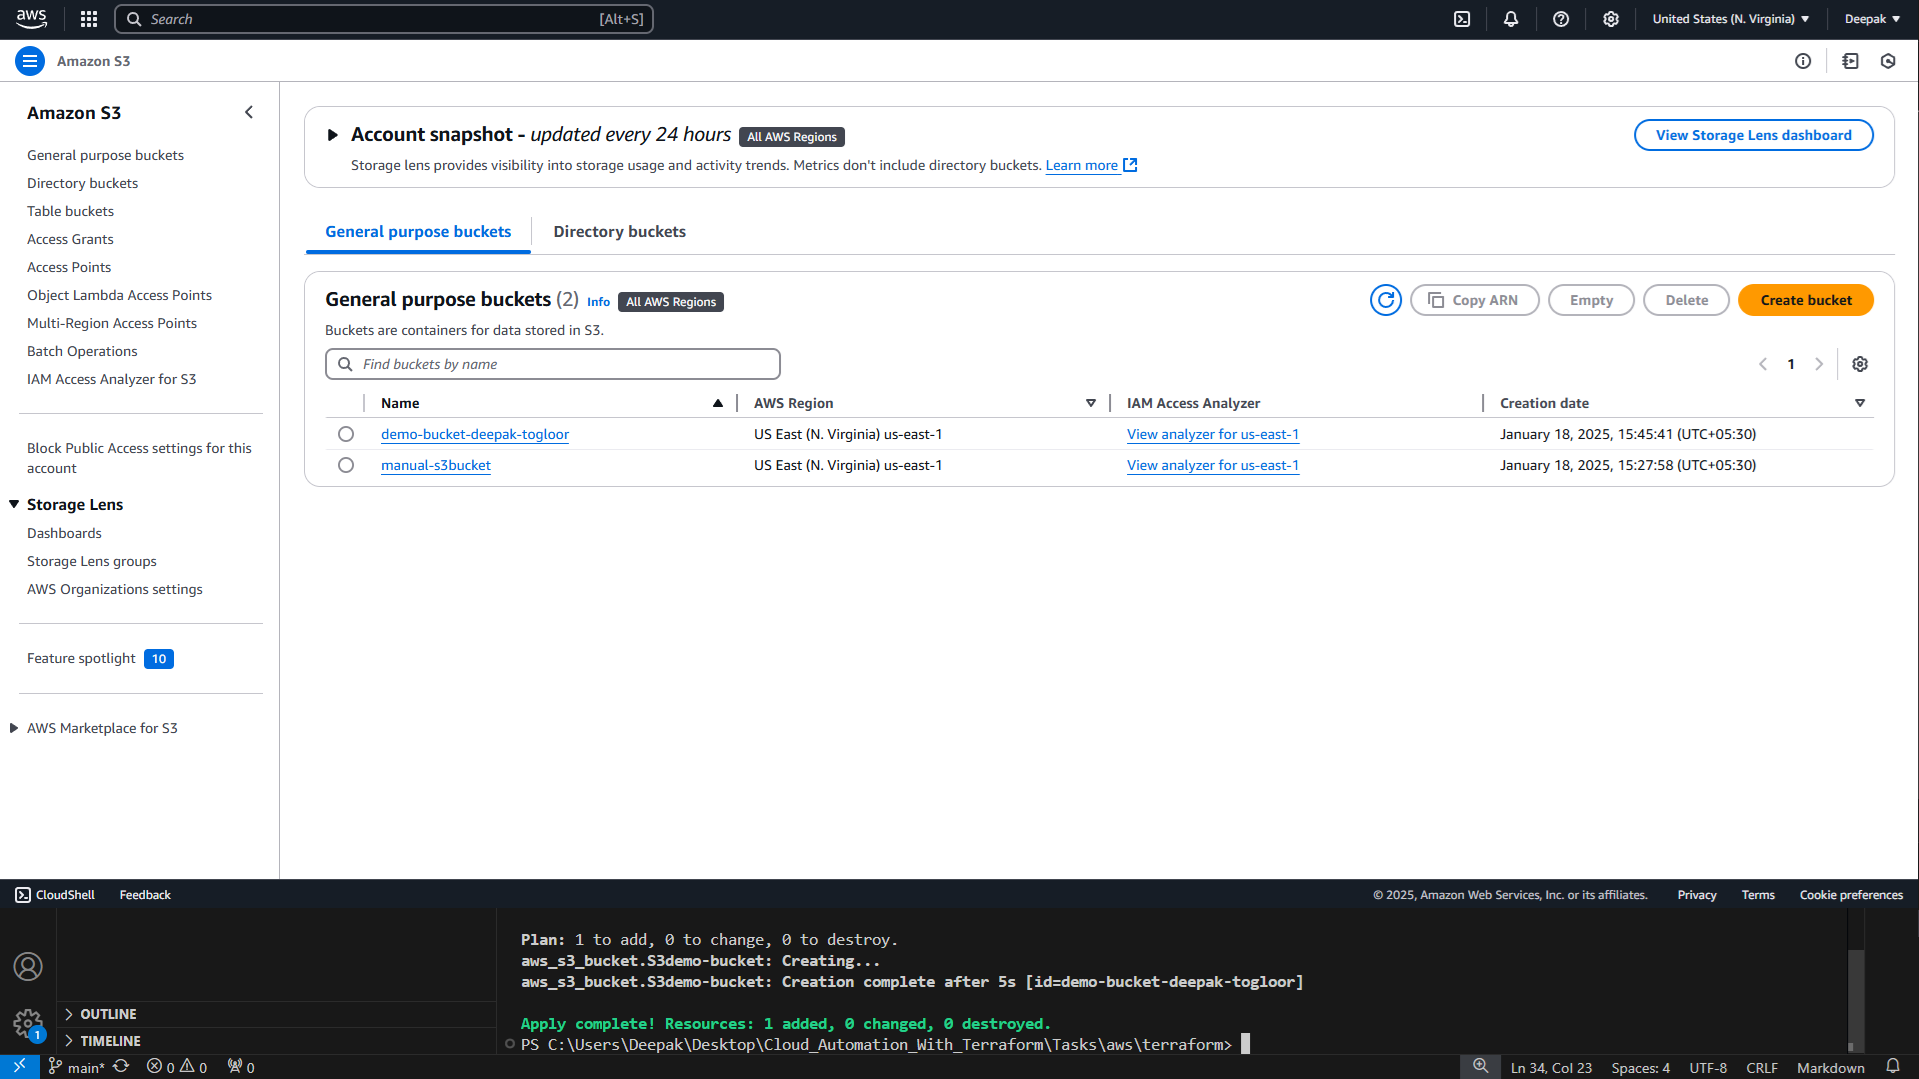 aws
Search [Alt+S]
United States (N. Virginia) ▼
Deepak ▼
Amazon S3
Amazon S3
General purpose buckets
Directory buckets
Table buckets
Access Grants
Access Points
Object Lambda Access Points
Multi-Region Access Points
Batch Operations
IAM Access Analyzer for S3
Block Public Access settings for this
account
Storage Lens
Dashboards
Storage Lens groups
AWS Organizations settings
Feature spotlight 10
AWS Marketplace for S3
Account snapshot - updated every 24 hours All AWS Regions
View Storage Lens dashboard
Storage lens provides visibility into storage usage and activity trends. Metrics don't include directory buckets. Learn more
General purpose buckets Directory buckets
General purpose buckets (2) Info All AWS Regions
Copy ARN Empty Delete Create bucket
Buckets are containers for data stored in S3.
Find buckets by name
1
Name AWS Region IAM Access Analyzer Creation date
demo-bucket-deepak-togloor US East (N. Virginia) us-east-1 View analyzer for us-east-1 January 18, 2025, 15:45:41 (UTC+05:30)
manual-s3bucket US East (N. Virginia) us-east-1 View analyzer for us-east-1 January 18, 2025, 15:27:58 (UTC+05:30)
CloudShell Feedback © 2025, Amazon Web Services, Inc. or its affiliates. Privacy Terms Cookie preferences
Plan: 1 to add, 0 to change, 0 to destroy.
aws_s3_bucket.S3demo-bucket: Creating...
aws_s3_bucket.S3demo-bucket: Creation complete after 5s [id=demo-bucket-deepak-togloor]
Apply complete! Resources: 1 added, 0 changed, 0 destroyed.
PS C:\Users\Deepak\Desktop\Cloud_Automation_With_Terraform\Tasks\aws\terraform>
OUTLINE
TIMELINE
1
main* 0 0 0 Ln 34, Col 23 Spaces: 4 UTF-8 CRLF Markdown